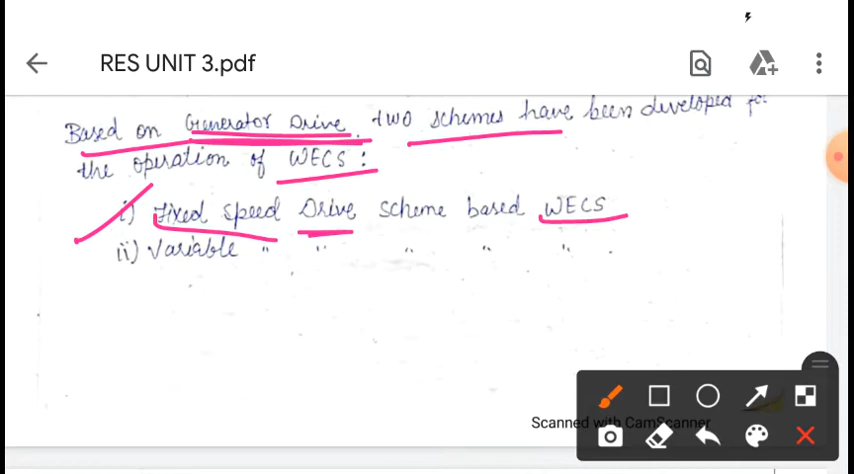 RES UNIT 3.pdf
Based on Generator Drive, two schemes have been developed for
the operation of WECS :
i) Fixed speed Drive scheme based WECS
ii) Variable " " " " " .
Scanned with CamScanner